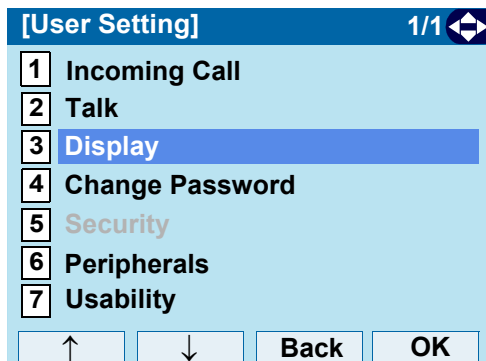 [User Setting] 1/1
1 Incoming Call
2 Talk
3 Display
4 Change Password
5 Security
6 Peripherals
7 Usability
↑ ↓ Back OK